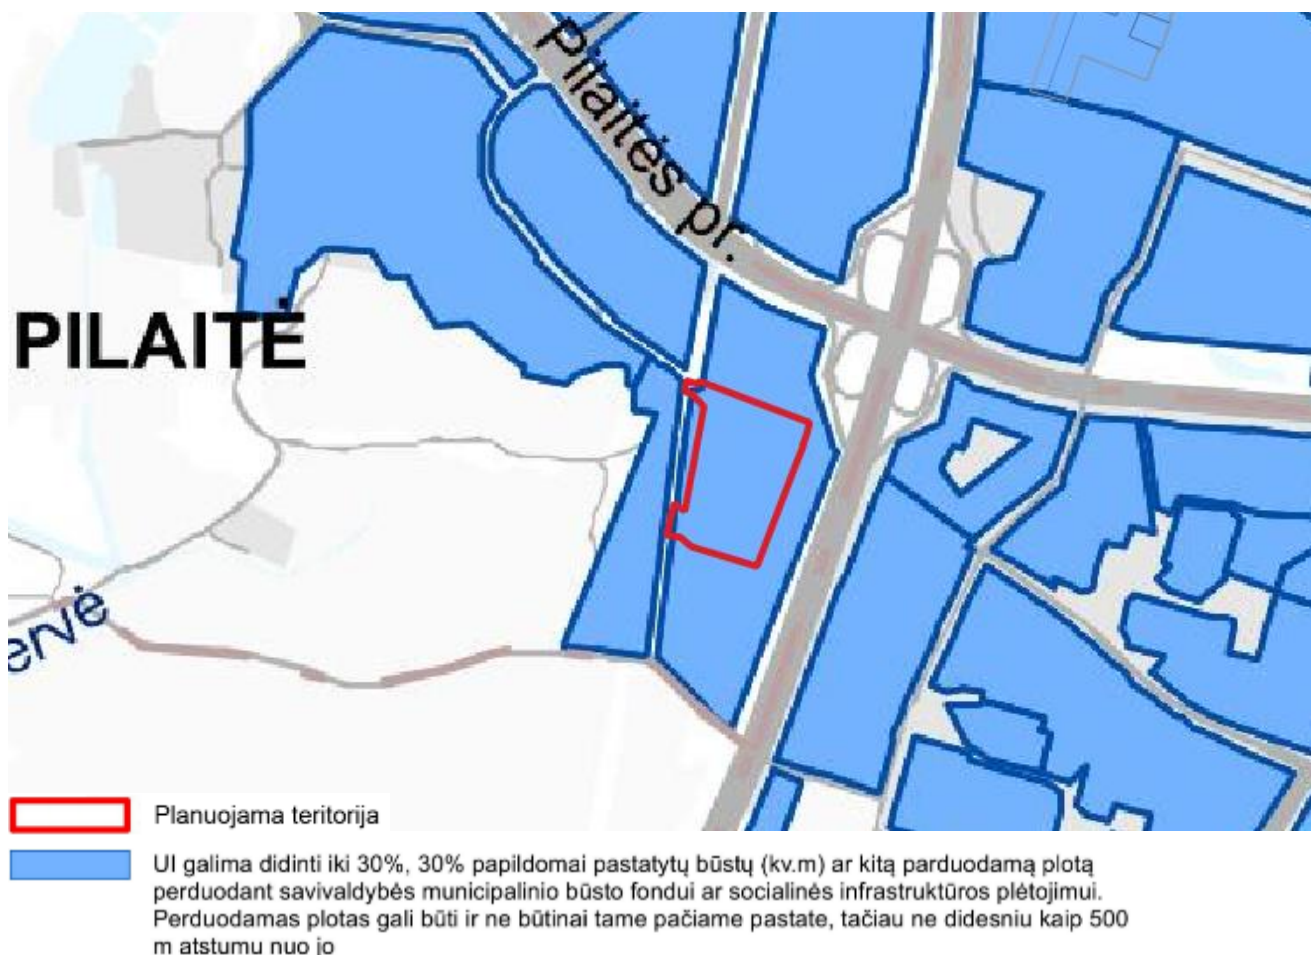 Pilaitės pr.
PILAITĖ
ervė
Planuojama teritorija
UI galima didinti iki 30%, 30% papildomai pastatytų būstų (kv.m) ar kitą parduodamą plotą
perduodant savivaldybės municipalinio būsto fondui ar socialinės infrastruktūros plėtojimui.
Perduodamas plotas gali būti ir ne būtinai tame pačiame pastate, tačiau ne didesniu kaip 500
m atstumu nuo jo